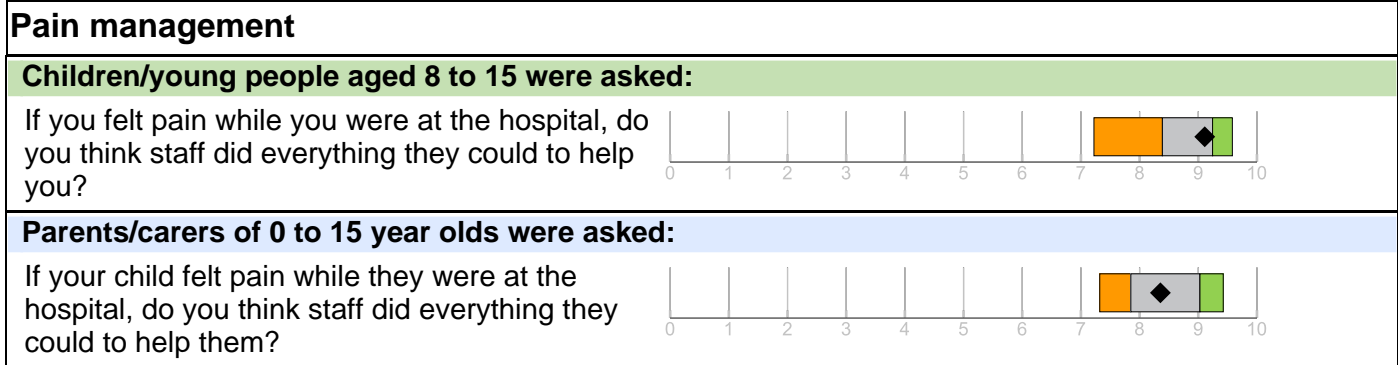 Pain management
Children/young people aged 8 to 15 were asked:
If you felt pain while you were at the hospital, do
you think staff did everything they could to help
you?
0 1 2 3 4 5 6 7 8 9 10
Parents/carers of 0 to 15 year olds were asked:
If your child felt pain while they were at the
hospital, do you think staff did everything they
could to help them?
0 1 2 3 4 5 6 7 8 9 10